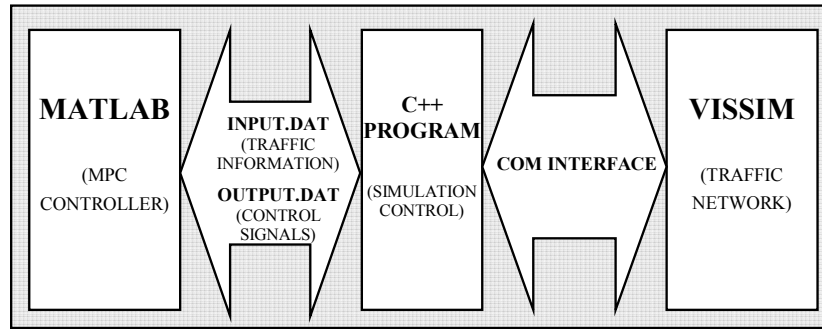 MATLAB
(MPC
CONTROLLER)
INPUT.DAT
(TRAFFIC
INFORMATION)
OUTPUT.DAT
(CONTROL
SIGNALS)
C++
PROGRAM
(SIMULATION
CONTROL)
COM INTERFACE
VISSIM
(TRAFFIC
NETWORK)